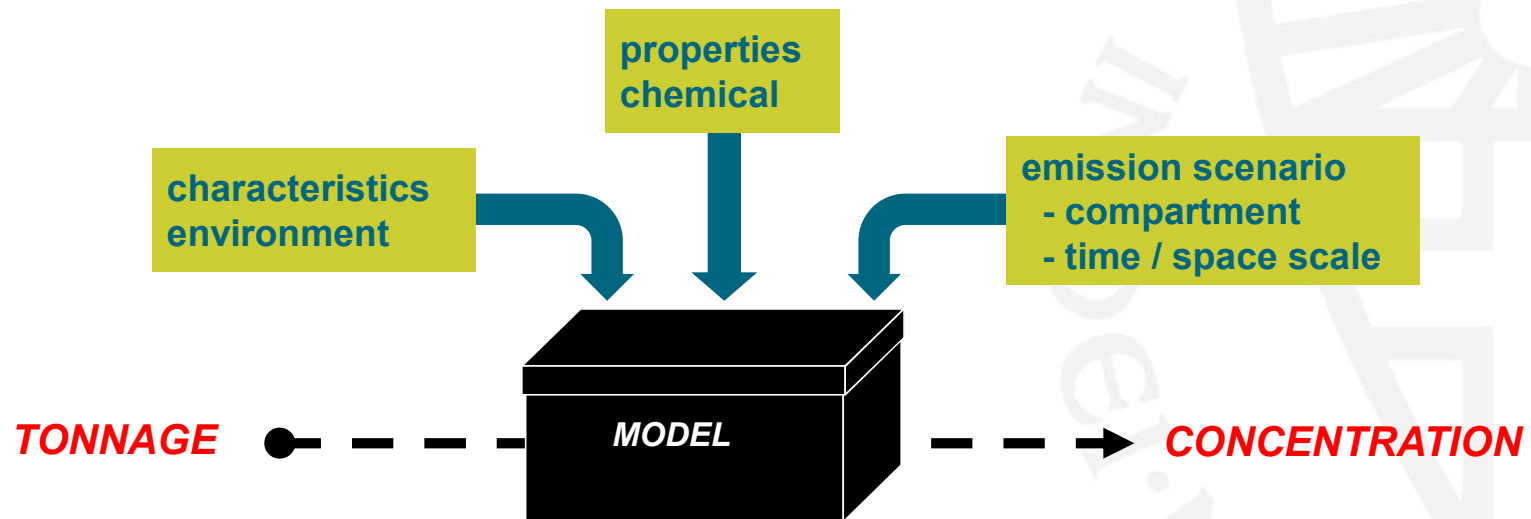 properties
chemical
characteristics
environment
emission scenario
- compartment
- time / space scale
MODEL
TONNAGE
CONCENTRATION